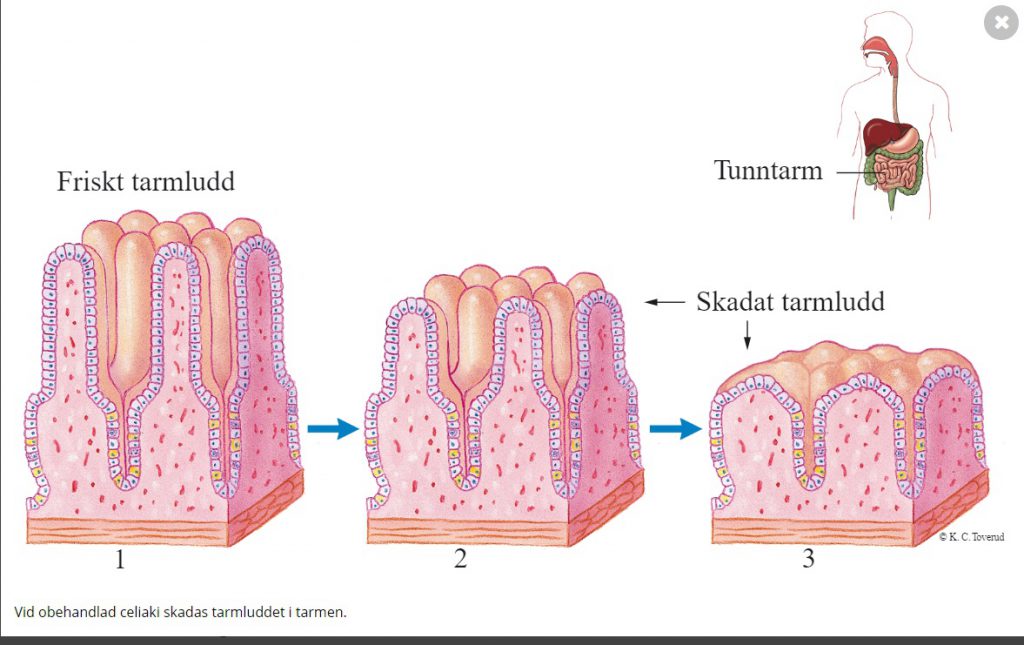 Tunntarm
Friskt tarmludd
Skadat tarmludd
© K. C. Toverud
1
2
3
Vid obehandlad celiaki skadas tarmluddet i tarmen.